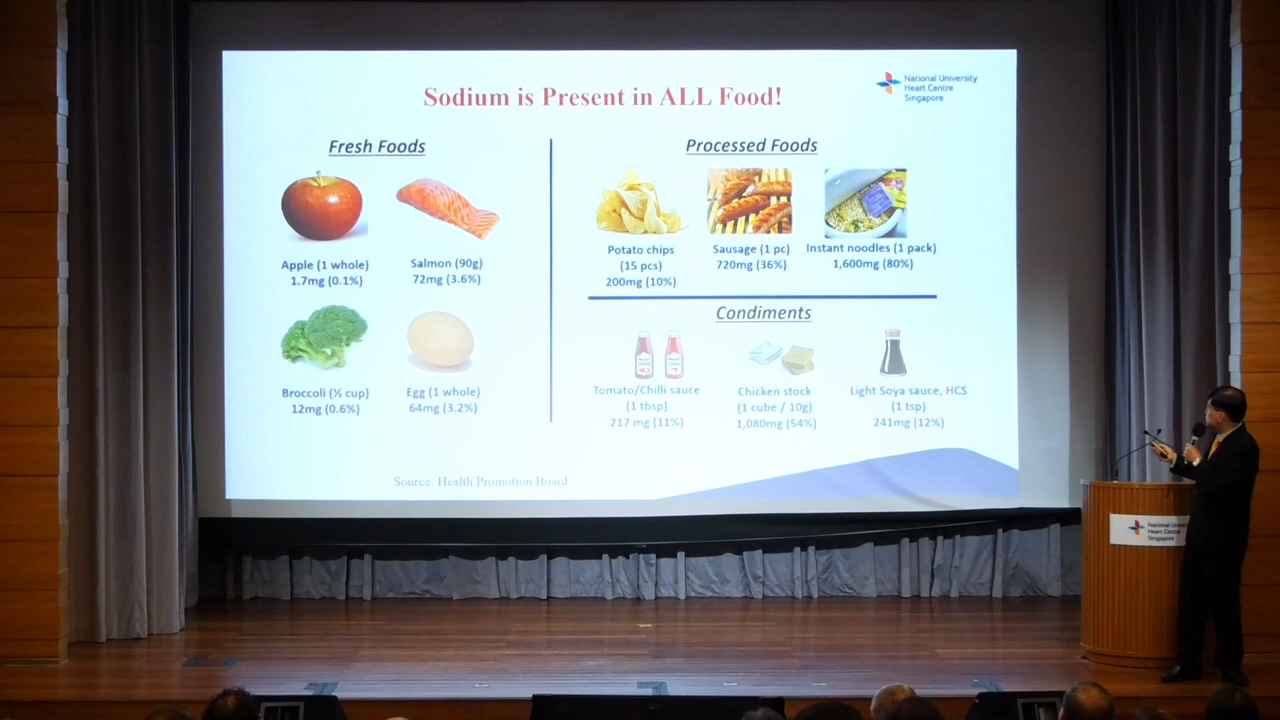 Sodium is Present in ALL Food!
National University
Heart Centre
Singapore
Fresh Foods
Apple (1 whole)
1.7mg (0.1%)
Salmon (90g)
72mg (3.6%)
Broccoli (½ cup)
12mg (0.6%)
Egg (1 whole)
64mg (3.2%)
Processed Foods
Potato chips
(15 pcs)
200mg (10%)
Sausage (1 pc)
720mg (36%)
Instant noodles (1 pack)
1,600mg (80%)
Condiments
Tomato/Chilli sauce
(1 tbsp)
217 mg (11%)
Chicken stock
(1 cube / 10g)
1,080mg (54%)
Light Soya sauce, HCS
(1 tsp)
241mg (12%)
Source: Health Promotion Board
National
Heart Centre
Singapore